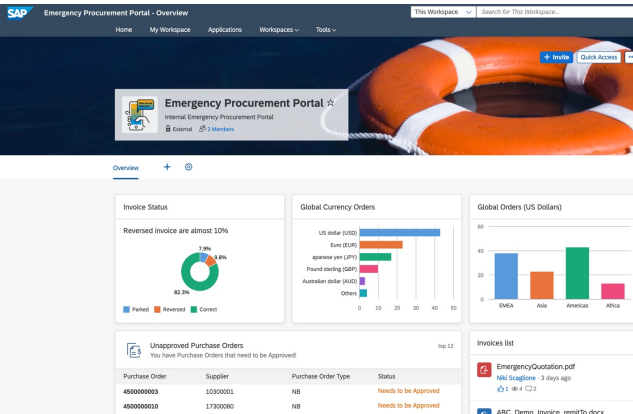 SAP Emergency Procurement Portal - Overview This Workspace Search for This Workspace...
Home My Workspace Applications Workspaces Tools
+ Invite Quick Access
Emergency Procurement Portal
Internal Emergency Procurement Portal
External 2 Members
Overview
Invoice Status
Reversed invoice are almost 10%
7.9%
9.8%
82.3%
Parked Reversed Correct
Global Currency Orders
US dollar (USD)
Euro (EUR)
apanese yen (JPY)
Pound sterling (GBP)
Australian dollar (AUD)
Others
0 10 20 30 40 50
Global Orders (US Dollars)
60
40
20
0
EMEA Asia Americas Africa
Unapproved Purchase Orders top 12
You have Purchase Orders that need to be Approved!
Purchase Order Supplier Purchase Order Type Status
4500000003 10300001 NB Needs to be Approved
4500000010 17300080 NB Needs to be Approved
Invoices list
EmergencyQuotation.pdf
Niki Scaglione · 3 days ago
1 4 2
ABC_Demo_Invoice_remitTo.docx